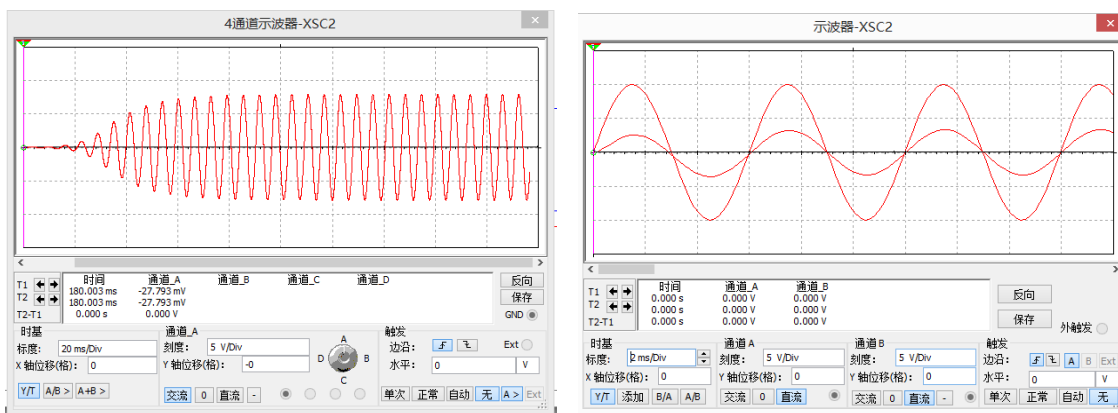 4通道示波器-XSC2
×
T1
T2
T2-T1
时间 通道_A 通道_B 通道_C 通道_D
180.003 ms -27.793 mV
180.003 ms -27.793 mV
0.000 s 0.000 V
反向
保存
GND
时基
标度: 20 ms/Div
X 轴位移(格): 0
Y/T A/B > A+B >
通道_A
刻度: 5 V/Div
Y 轴位移(格): -0
交流 0 直流 -
A
D B
C
触发
边沿: Ext
水平: 0 V
单次 正常 自动 无 A > Ext
示波器-XSC2
×
T1
T2
T2-T1
时间 通道_A 通道_B
0.000 s 0.000 V 0.000 V
0.000 s 0.000 V 0.000 V
0.000 s 0.000 V 0.000 V
反向
保存
外触发
时基
标度: 2 ms/Div
X 轴位移(格): 0
Y/T 添加 B/A A/B
通道 A
刻度: 5 V/Div
Y 轴位移(格): 0
交流 0 直流
通道 B
刻度: 5 V/Div
Y 轴位移(格): 0
交流 0 直流 -
触发
边沿: A B Ext
水平: 0 V
单次 正常 自动 无